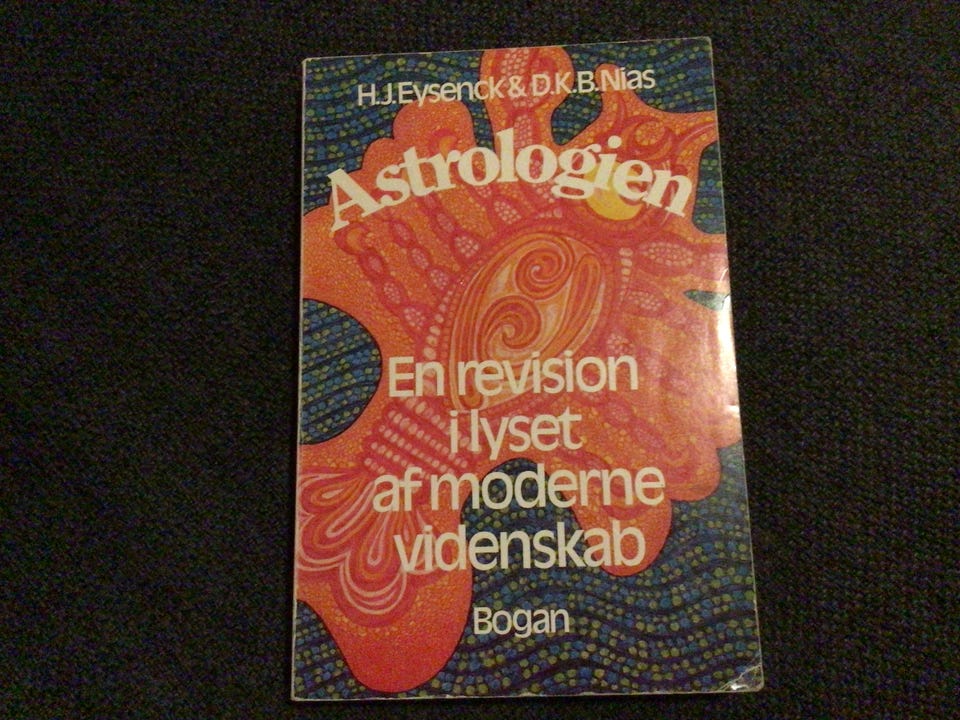 H.J.Eysenck & D.K.B.Nias
Astrologien
En revision
i lyset
af moderne
videnskab
Bogan